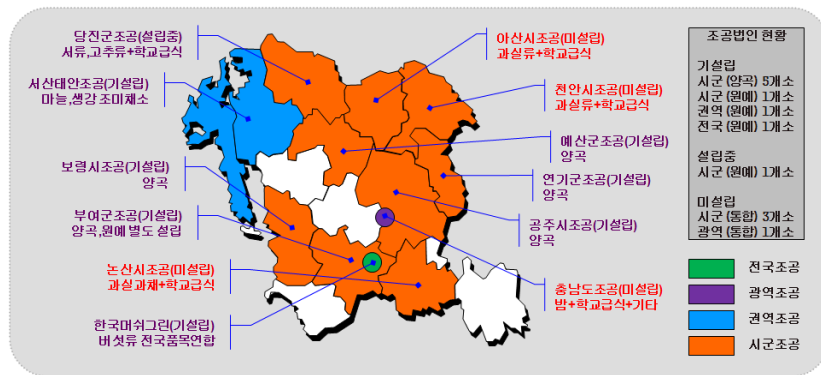 당진군조공(설립중)
서류,고추류+학교급식
아산시조공(미설립)
과실류+학교급식
서산태안조공(기설립)
마늘,생강 조미채소
천안시조공(미설립)
과실류+학교급식
예산군조공(기설립)
양곡
보령시조공(기설립)
양곡
연기군조공(기설립)
양곡
부여군조공(기설립)
양곡,원예 별도 설립
공주시조공(기설립)
양곡
논산시조공(미설립)
과실과채+학교급식
충남도조공(미설립)
밤+학교급식+기타
한국머쉬그린(기설립)
버섯류 전국품목연합
조공법인 현황
기설립
시군 (양곡) 5개소
시군 (원예) 1개소
권역 (원예) 1개소
전국 (원예) 1개소
설립중
시군 (원예) 1개소
미설립
시군 (통합) 3개소
광역 (통합) 1개소
전국조공
광역조공
권역조공
시군조공